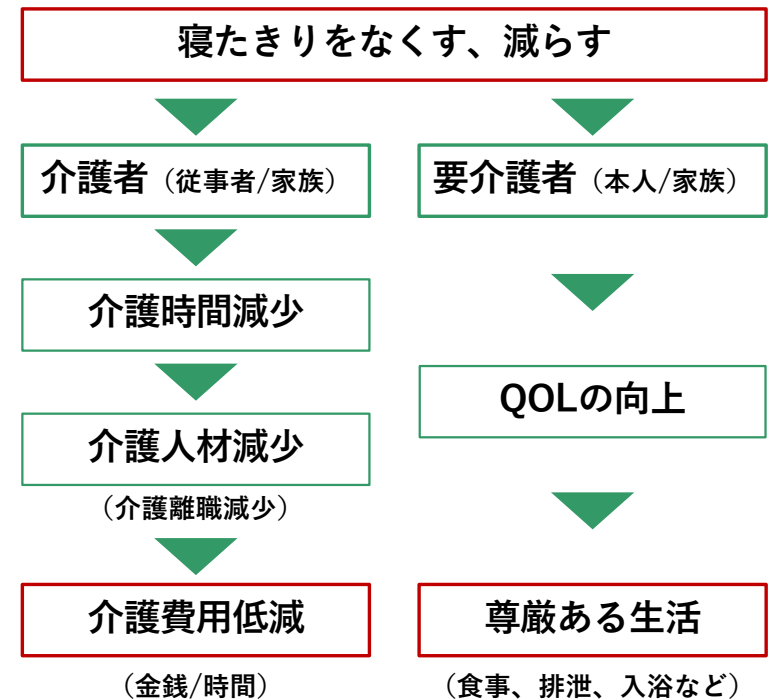 寝たきりをなくす、減らす
介護者（従事者/家族）
要介護者（本人/家族）
介護時間減少
QOLの向上
介護人材減少
（介護離職減少）
介護費用低減
尊厳ある生活
（金銭/時間）
（食事、排泄、入浴など）